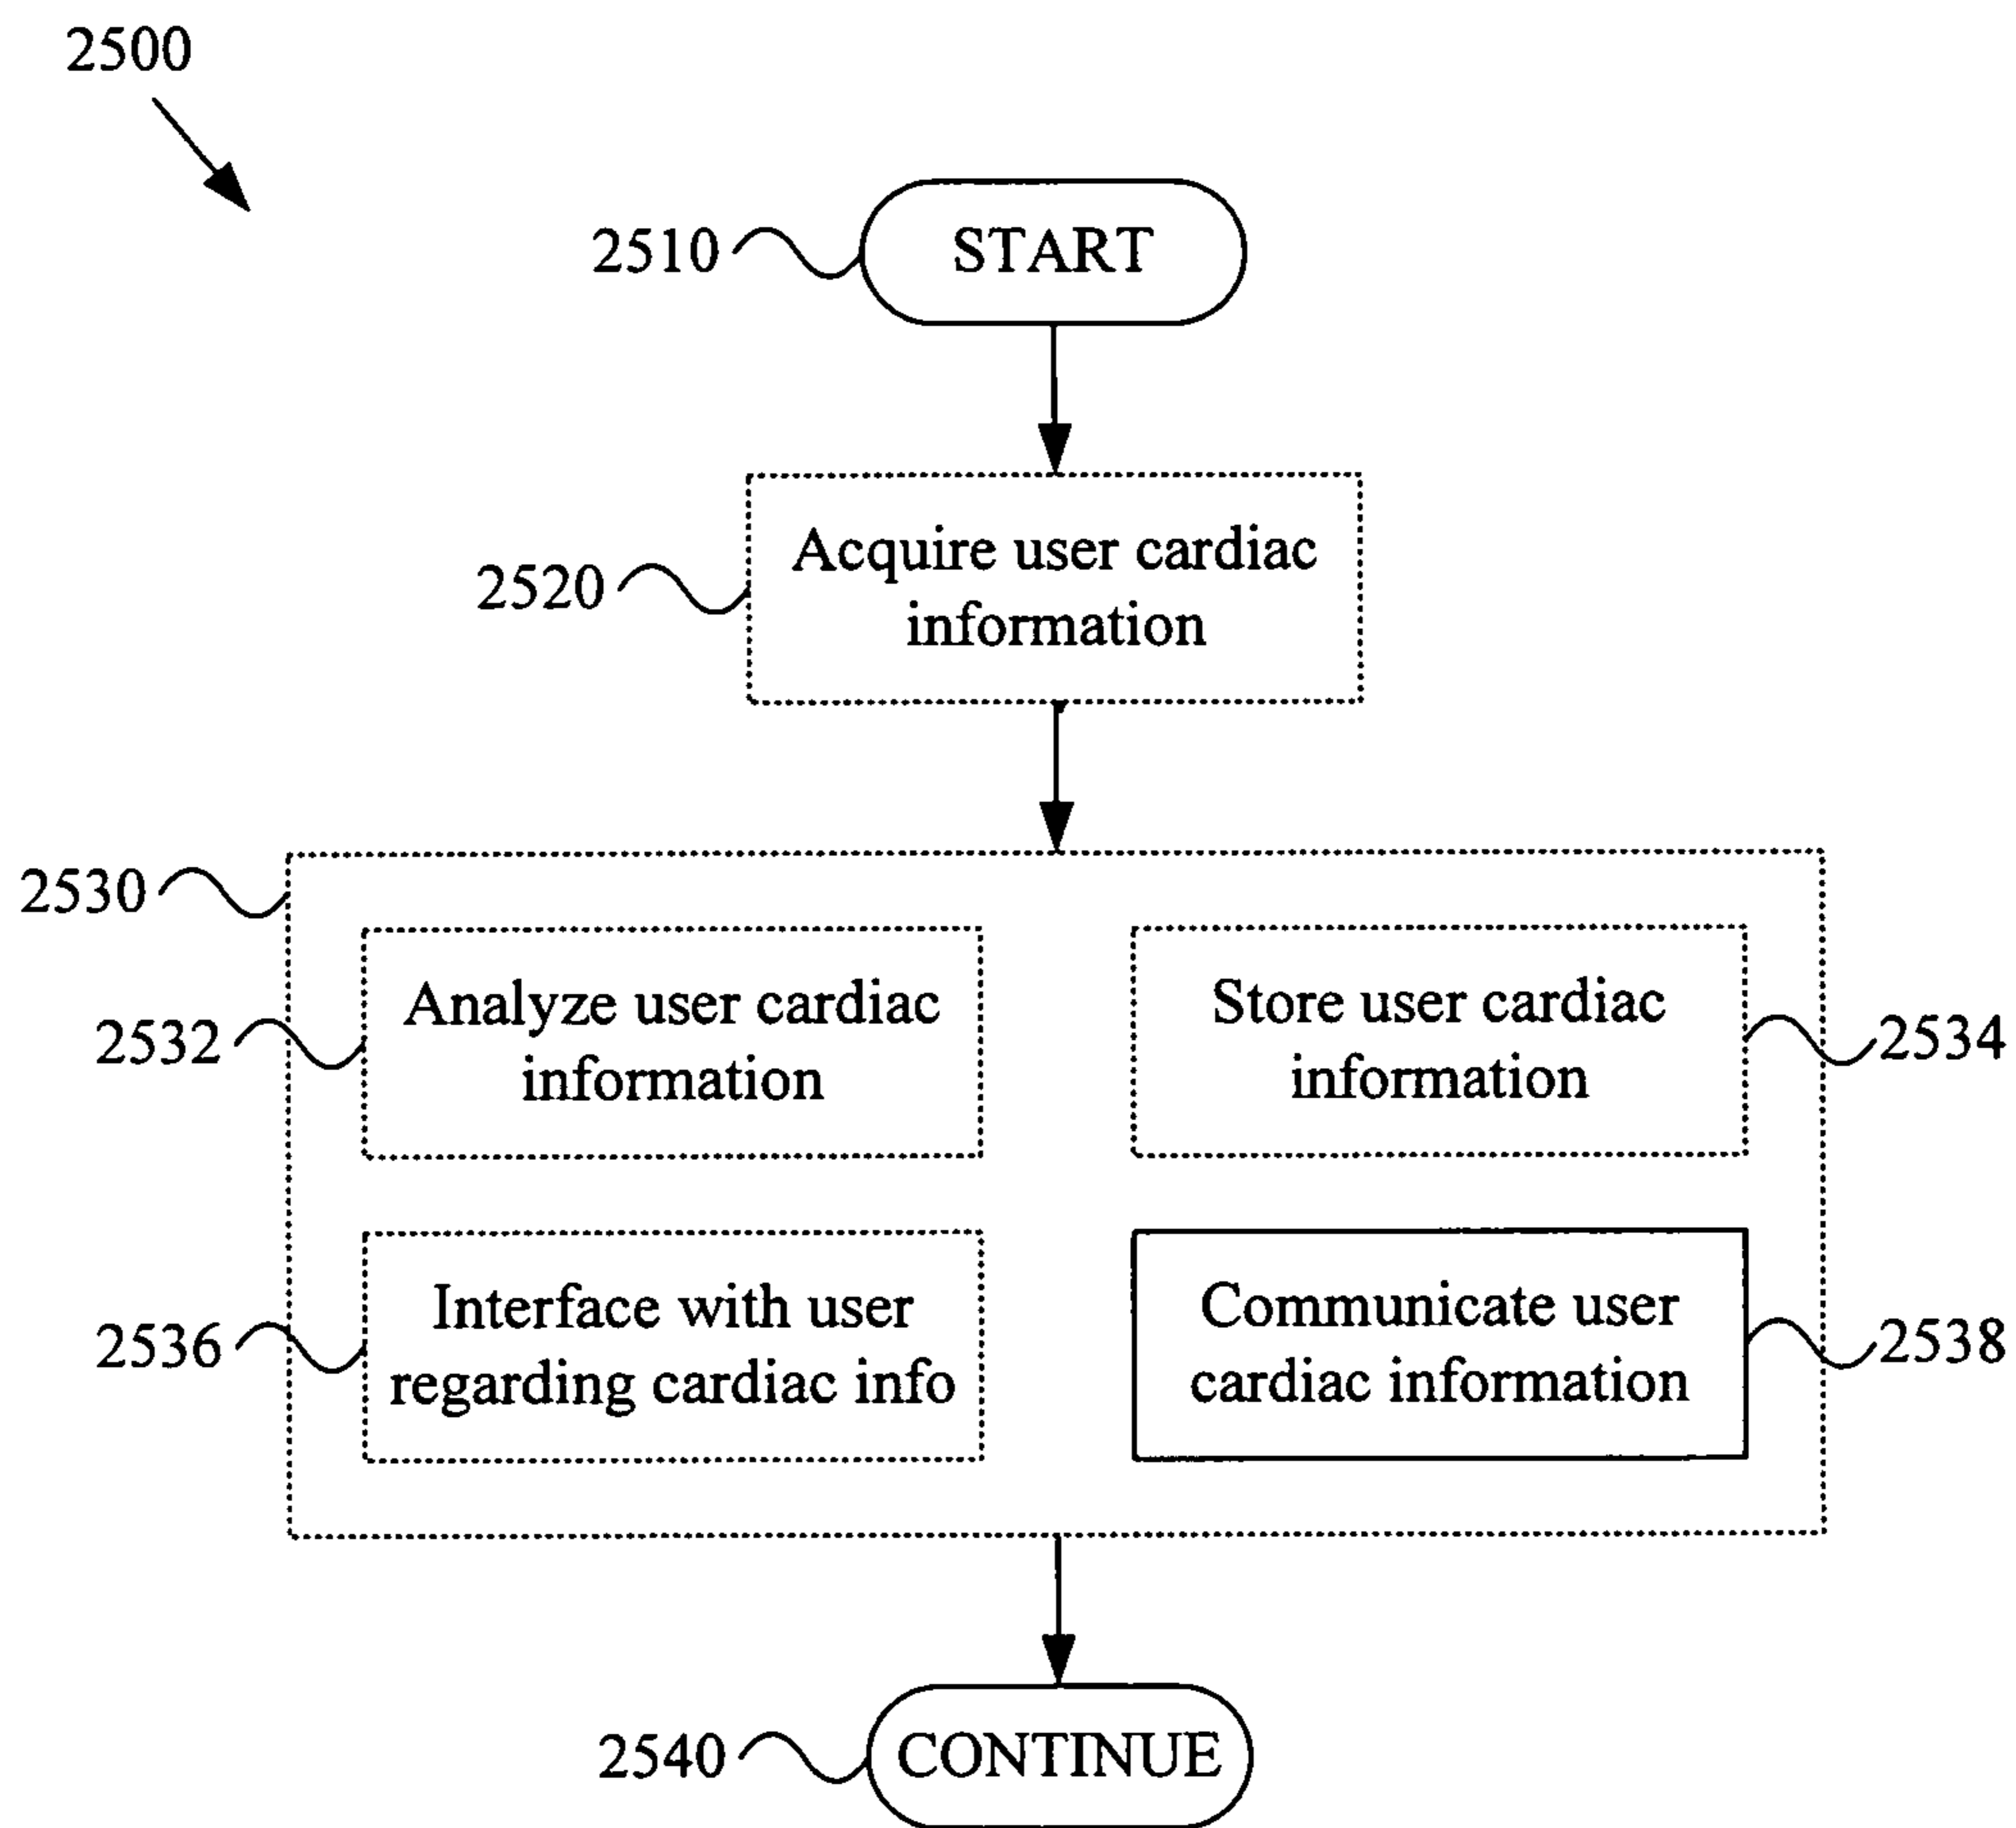 2500
2510
START
2520
Acquire user cardiac
information
2530
2532
Analyze user cardiac
information
Store user cardiac
information
2534
2536
Interface with user
regarding cardiac info
Communicate user
cardiac information
2538
2540
CONTINUE